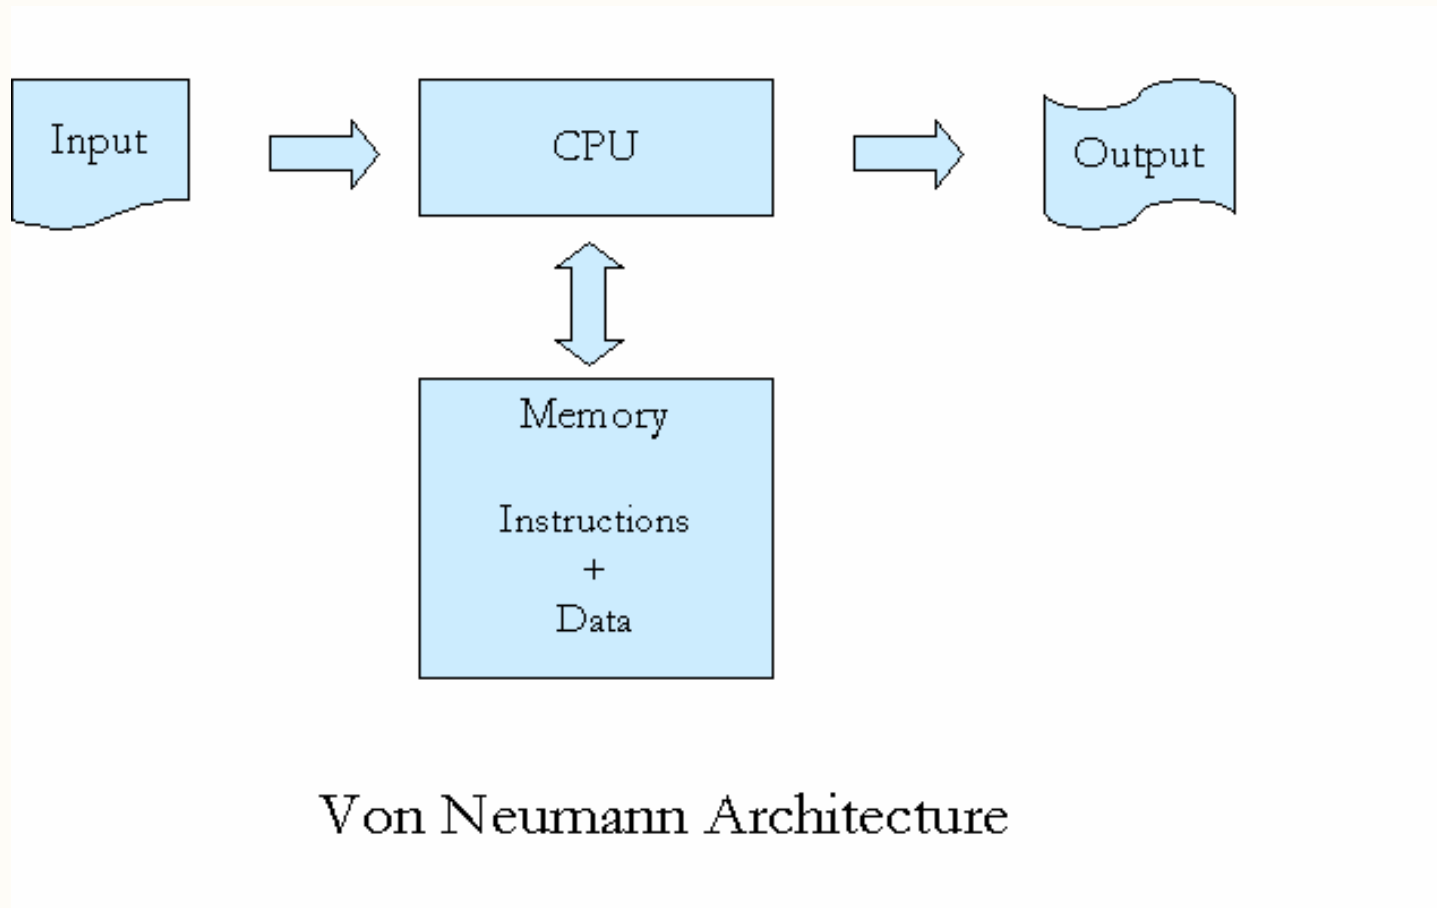 Input
CPU
Output
Memory
Instructions
+
Data
Von Neumann Architecture